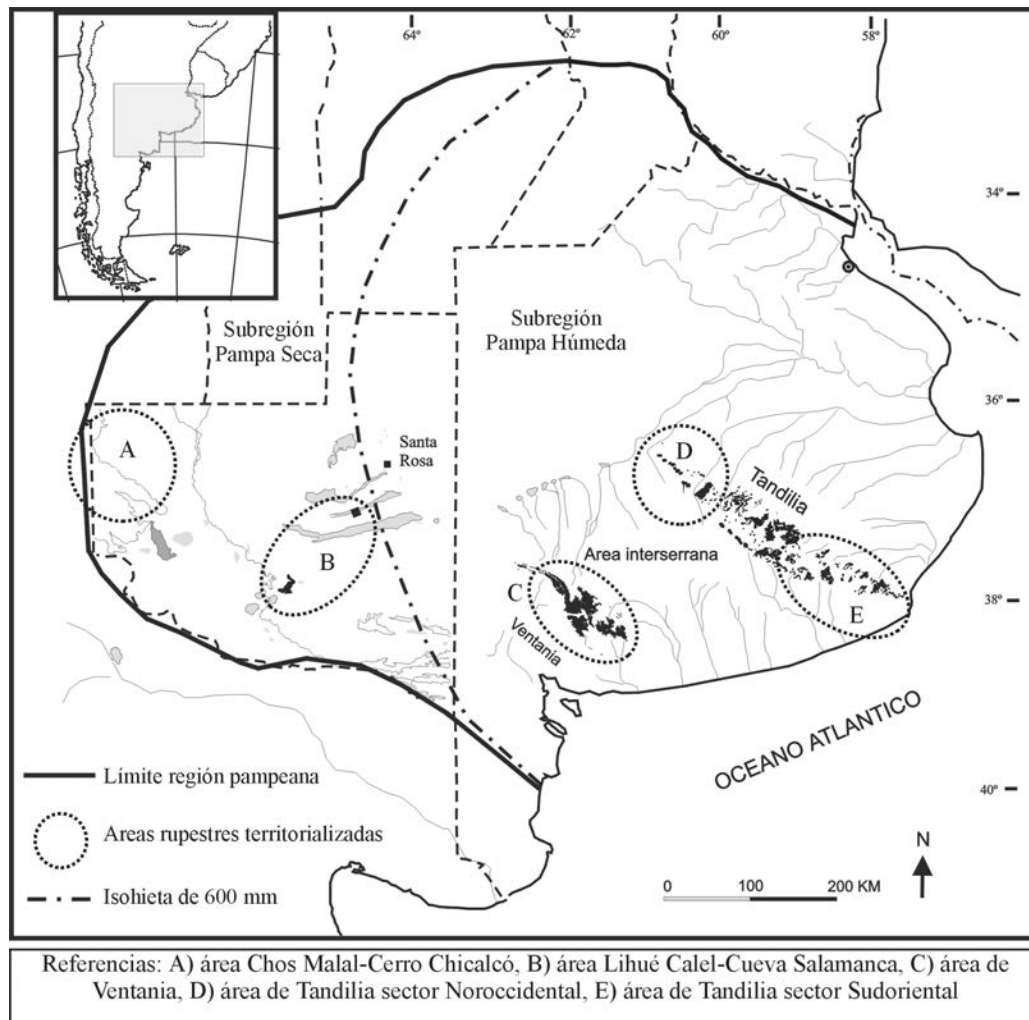 64º
62º
60º
58º
34º
36º
38º
40º
Subregión
Pampa Seca
Subregión
Pampa Húmeda
A
Santa
Rosa
B
C
D
E
Tandilia
Area interserrana
Ventania
OCEANO ATLANTICO
Límite región pampeana
Areas rupestres territorializadas
Isohieta de 600 mm
N
0 100 200 KM
Referencias: A) área Chos Malal-Cerro Chicalcó, B) área Lihué Calel-Cueva Salamanca, C) área de
Ventania, D) área de Tandilia sector Noroccidental, E) área de Tandilia sector Sudoriental